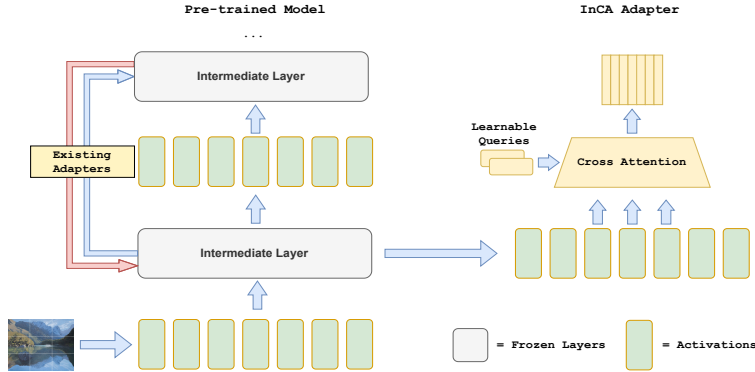 Pre-trained Model
...
Intermediate Layer
Existing
Adapters
Intermediate Layer
InCA Adapter
Learnable
Queries
Cross Attention
= Frozen Layers
= Activations